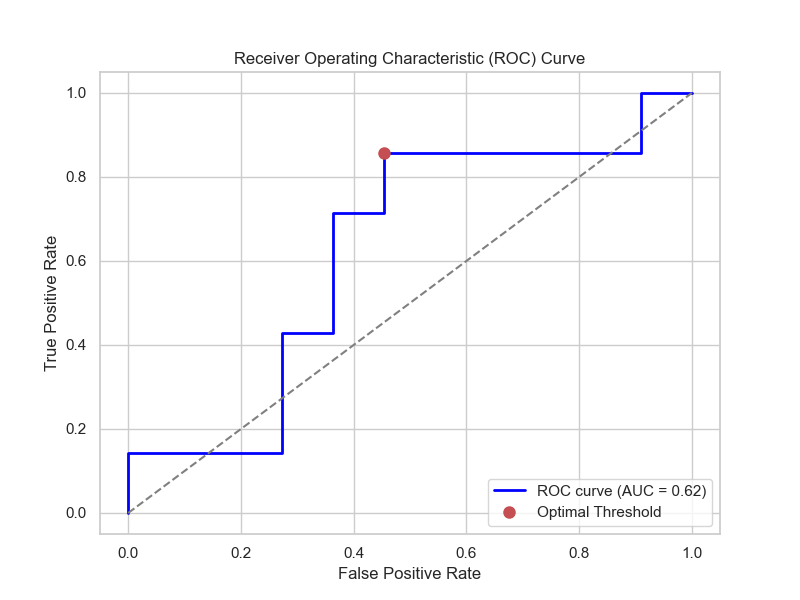 Receiver Operating Characteristic (ROC) Curve
1.0
0.8
0.6
0.4
0.2
0.0
True Positive Rate
ROC curve (AUC = 0.62)
Optimal Threshold
0.0 0.2 0.4 0.6 0.8 1.0
False Positive Rate